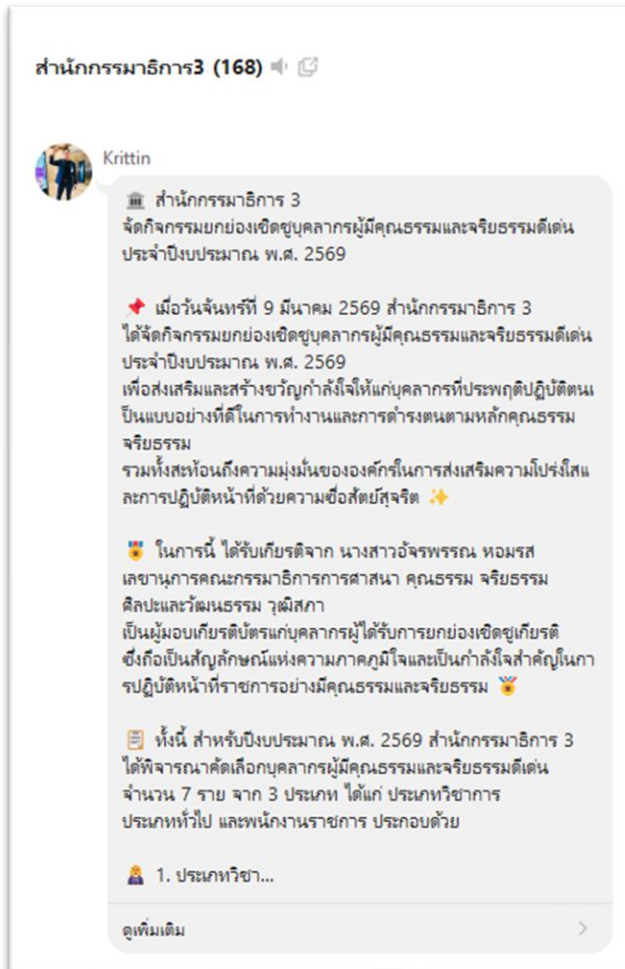 สำนักกรรมาธิการ3 (168)
Krittin
🏛 สำนักกรรมาธิการ 3
จัดกิจกรรมยกย่องเชิดชูบุคลากรผู้มีคุณธรรมและจริยธรรมดีเด่น
ประจำปีงบประมาณ พ.ศ. 2569
📌 เมื่อวันจันทร์ที่ 9 มีนาคม 2569 สำนักกรรมาธิการ 3
ได้จัดกิจกรรมยกย่องเชิดชูบุคลากรผู้มีคุณธรรมและจริยธรรมดีเด่น
ประจำปีงบประมาณ พ.ศ. 2569
เพื่อส่งเสริมและสร้างขวัญกำลังใจให้แก่บุคลากรที่ประพฤติปฏิบัติตนเ
ป็นแบบอย่างที่ดีในการทำงานและการดำรงตนตามหลักคุณธรรม
จริยธรรม
รวมทั้งสะท้อนถึงความมุ่งมั่นขององค์กรในการส่งเสริมความโปร่งใสแ
ละการปฏิบัติหน้าที่ด้วยความซื่อสัตย์สุจริต ✨
🏅 ในการนี้ ได้รับเกียรติจาก นางสาวอัจรพรรณ หอมรส
เลขานุการคณะกรรมาธิการการศาสนา คุณธรรม จริยธรรม
ศิลปะและวัฒนธรรม วุฒิสภา
เป็นผู้มอบเกียรติบัตรแก่บุคลากรผู้ได้รับการยกย่องเชิดชูเกียรติ
ซึ่งถือเป็นสัญลักษณ์แห่งความภาคภูมิใจและเป็นกำลังใจสำคัญในกา
รปฏิบัติหน้าที่ราชการอย่างมีคุณธรรมและจริยธรรม 🏅
📋 ทั้งนี้ สำหรับปีงบประมาณ พ.ศ. 2569 สำนักกรรมาธิการ 3
ได้พิจารณาคัดเลือกบุคลากรผู้มีคุณธรรมและจริยธรรมดีเด่น
จำนวน 7 ราย จาก 3 ประเภท ได้แก่ ประเภทวิชาการ
ประเภททั่วไป และพนักงานราชการ ประกอบด้วย
👩‍💼 1. ประเภทวิชา...
ดูเพิ่มเติม